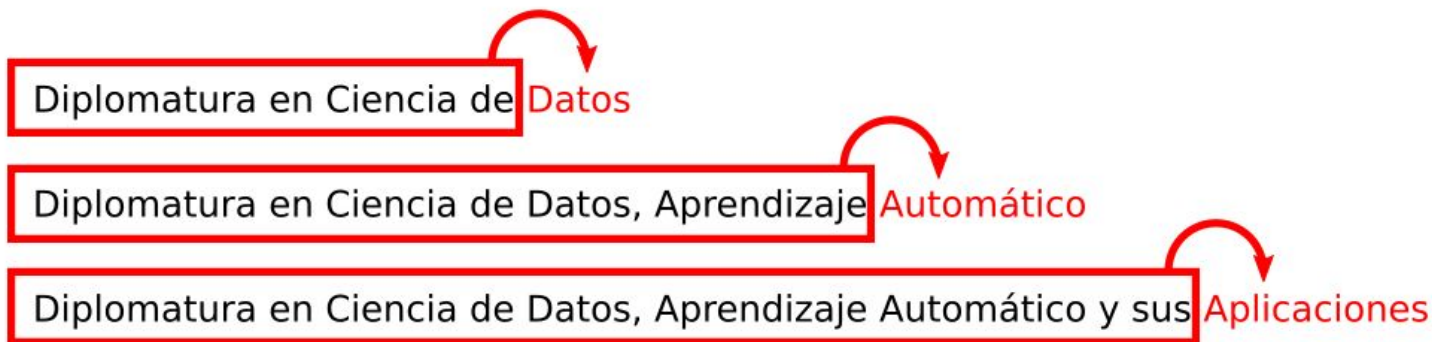 Diplomatura en Ciencia de Datos
Diplomatura en Ciencia de Datos, Aprendizaje Automático
Diplomatura en Ciencia de Datos, Aprendizaje Automático y sus Aplicaciones